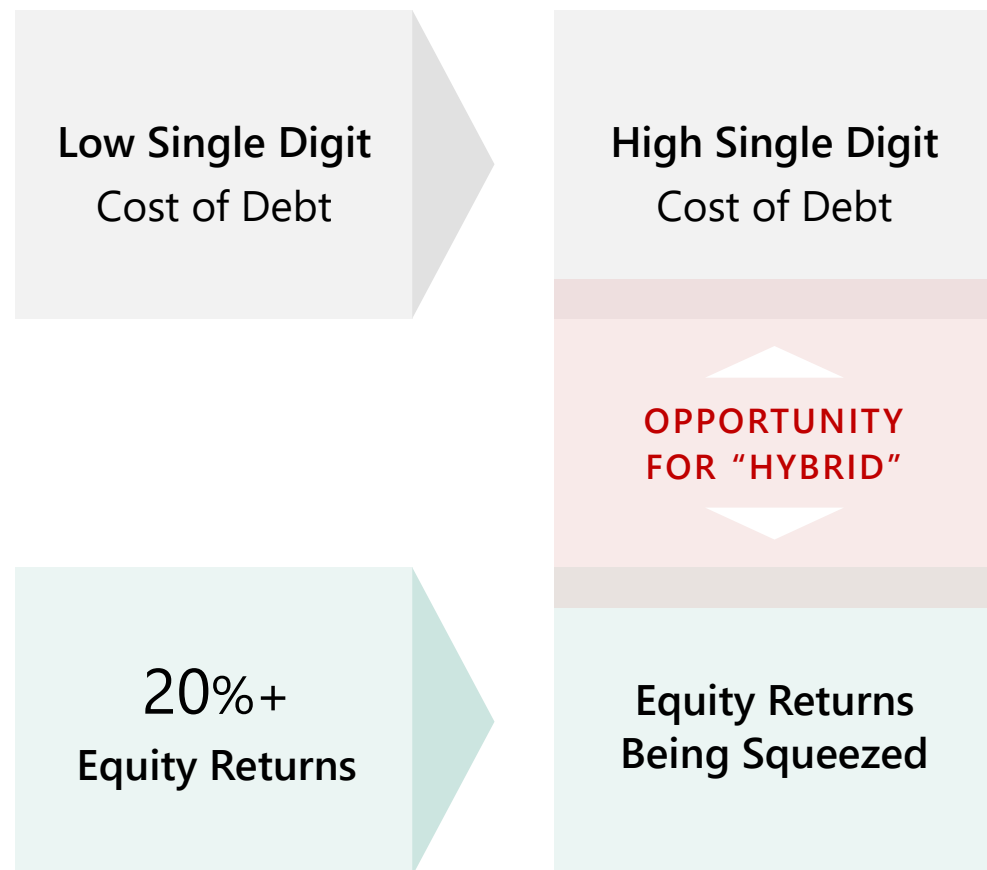 Low Single Digit
Cost of Debt
High Single Digit
Cost of Debt
OPPORTUNITY
FOR “HYBRID”
20%+
Equity Returns
Equity Returns
Being Squeezed